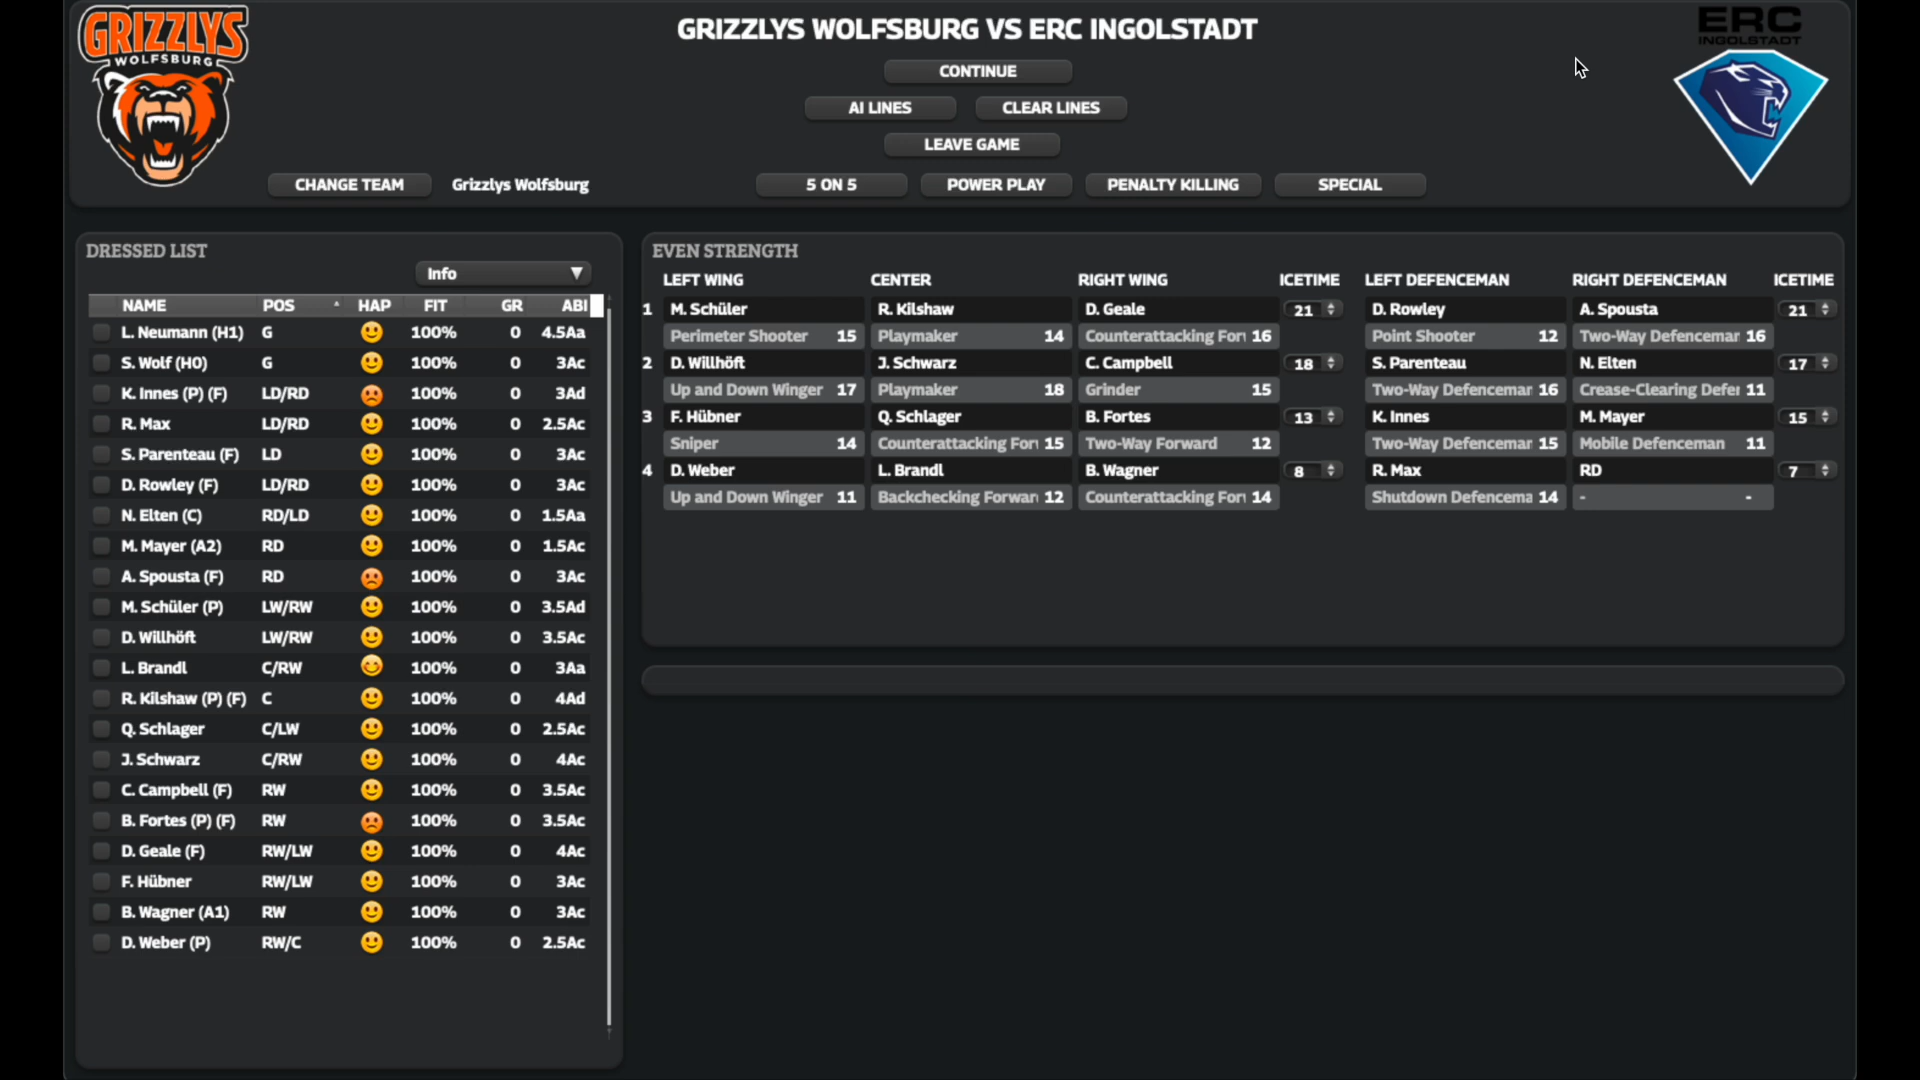 GRIZZLYS
WOLFSBURG
GRIZZLYS WOLFSBURG VS ERC INGOLSTADT
ERC
INGOLSTADT
CONTINUE
AI LINES CLEAR LINES
LEAVE GAME
CHANGE TEAM Grizzlys Wolfsburg 5 ON 5 POWER PLAY PENALTY KILLING SPECIAL
DRESSED LIST
Info
NAME POS HAP FIT GR ABI
L. Neumann (H1) G 100% 0 4.5Aa
S. Wolf (H0) G 100% 0 3Ac
K. Innes (P) (F) LD/RD 100% 0 3Ad
R. Max LD/RD 100% 0 2.5Ac
S. Parenteau (F) LD 100% 0 3Ac
D. Rowley (F) LD/RD 100% 0 3Ac
N. Elten (C) RD/LD 100% 0 1.5Aa
M. Mayer (A2) RD 100% 0 1.5Ac
A. Spousta (F) RD 100% 0 3Ac
M. Schüler (P) LW/RW 100% 0 3.5Ad
D. Willhöft LW/RW 100% 0 3.5Ac
L. Brandl C/RW 100% 0 3Aa
R. Kilshaw (P) (F) C 100% 0 4Ad
Q. Schlager C/LW 100% 0 2.5Ac
J. Schwarz C/RW 100% 0 4Ac
C. Campbell (F) RW 100% 0 3.5Ac
B. Fortes (P) (F) RW 100% 0 3.5Ac
D. Geale (F) RW/LW 100% 0 4Ac
F. Hübner RW/LW 100% 0 3Ac
B. Wagner (A1) RW 100% 0 3Ac
D. Weber (P) RW/C 100% 0 2.5Ac
EVEN STRENGTH
LEFT WING CENTER RIGHT WING ICETIME LEFT DEFENCEMAN RIGHT DEFENCEMAN ICETIME
1 M. Schüler R. Kilshaw D. Geale 21 D. Rowley A. Spousta 21
Perimeter Shooter 15 Playmaker 14 Counterattacking For 16 Point Shooter 12 Two-Way Defenceman 16
2 D. Willhöft J. Schwarz C. Campbell 18 S. Parenteau N. Elten 17
Up and Down Winger 17 Playmaker 18 Grinder 15 Two-Way Defenceman 16 Crease-Clearing Defe 11
3 F. Hübner Q. Schlager B. Fortes 13 K. Innes M. Mayer 15
Sniper 14 Counterattacking For 15 Two-Way Forward 12 Two-Way Defenceman 15 Mobile Defenceman 11
4 D. Weber L. Brandl B. Wagner 8 R. Max RD 7
Up and Down Winger 11 Backchecking Forwar 12 Counterattacking For 14 Shutdown Defencema 14 - -